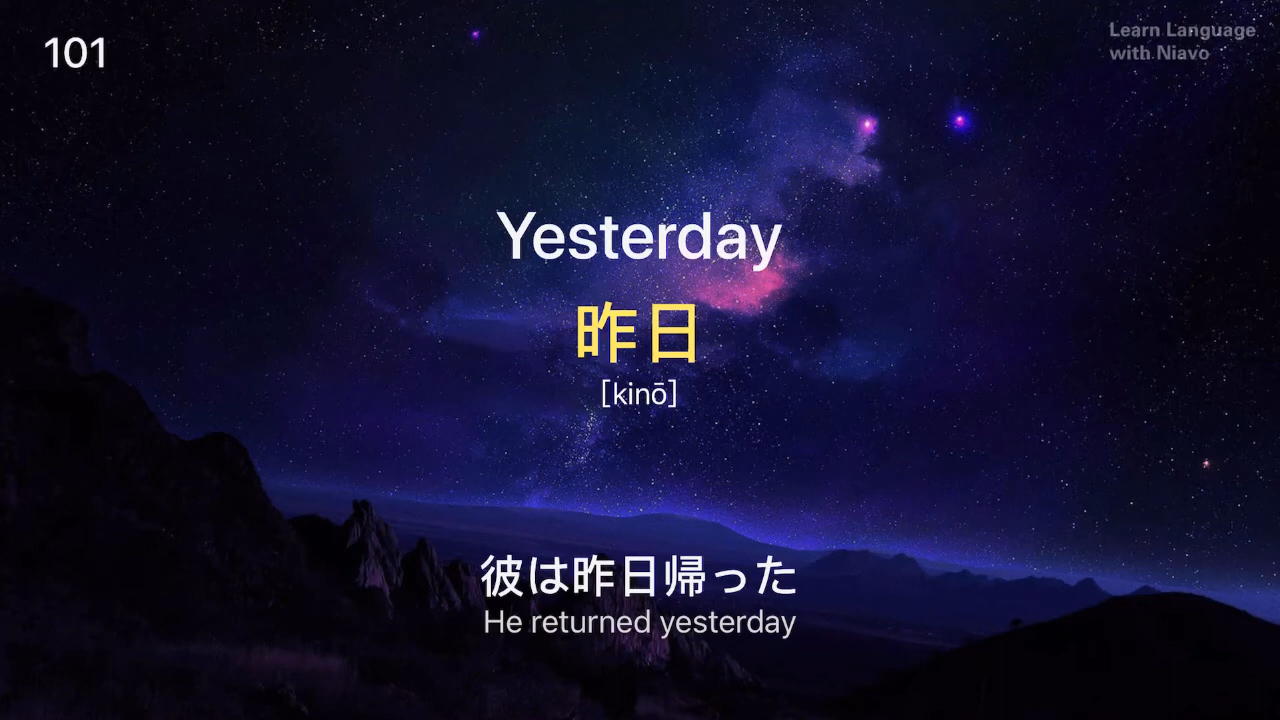 101
Learn Language
with Niavo
Yesterday
昨日
[kinō]
彼は昨日帰った
He returned yesterday